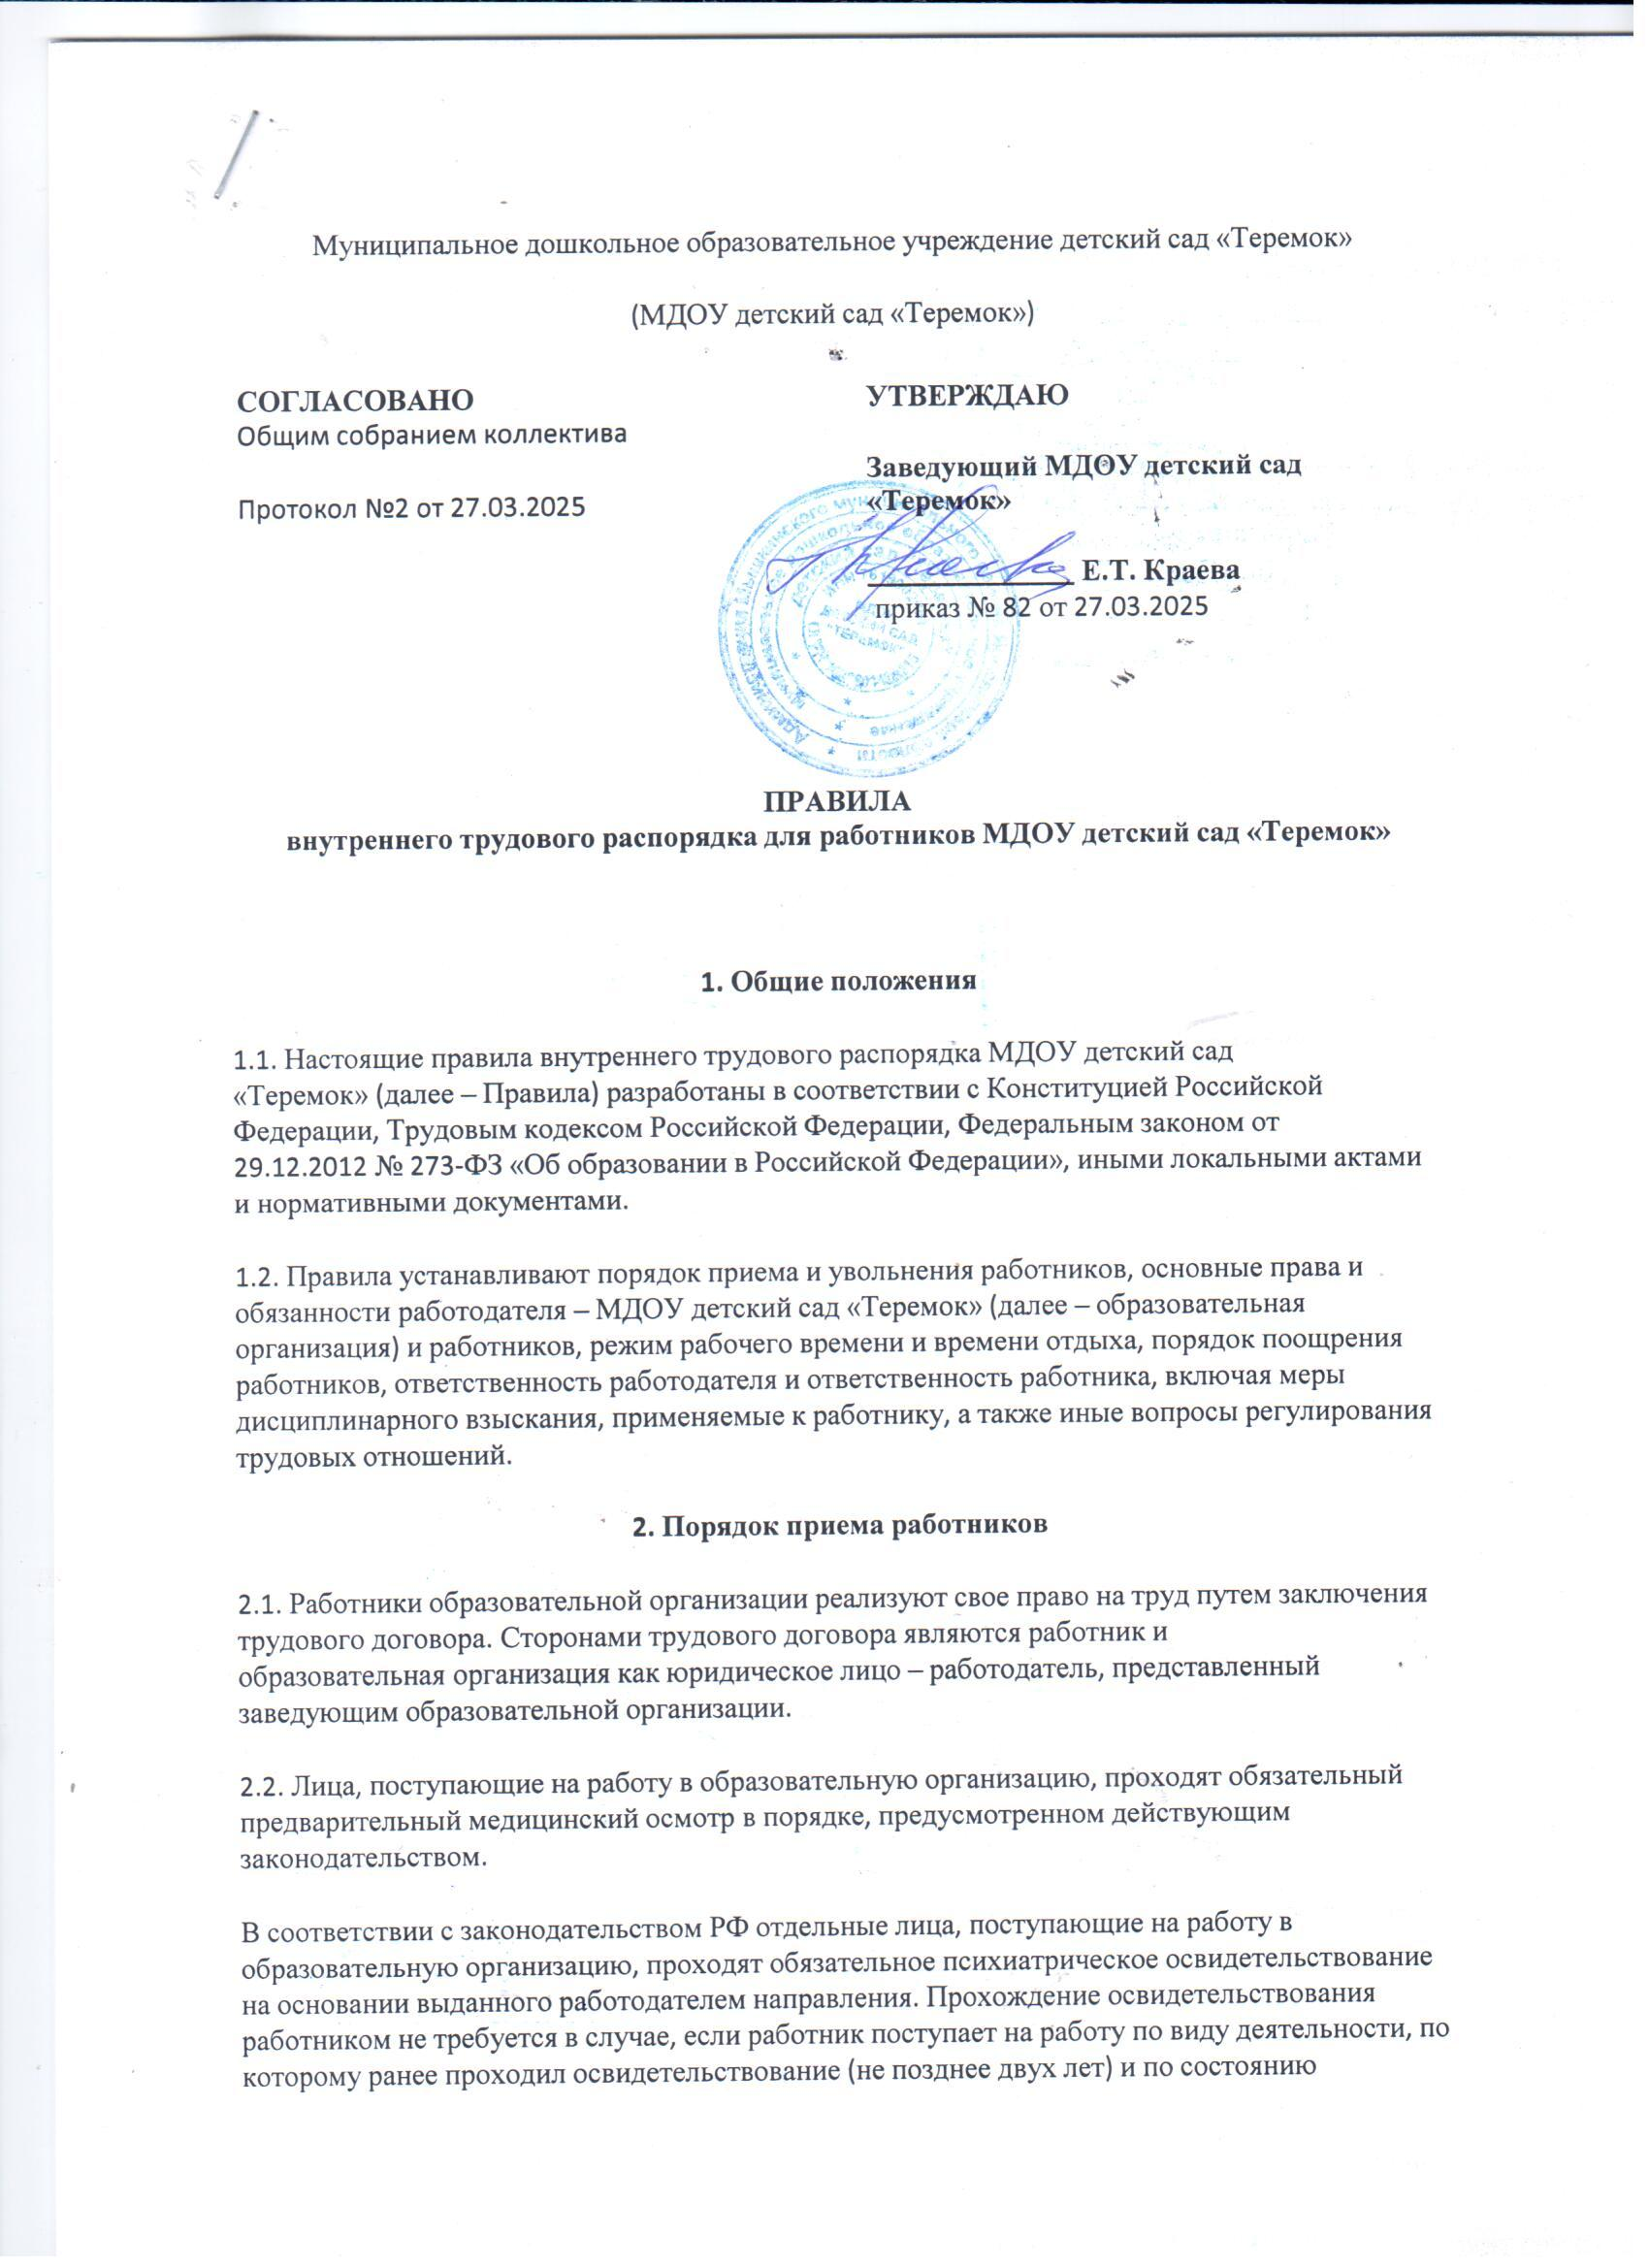 Муниципальное дошкольное образовательное учреждение детский сад «Теремок»
(МДОУ детский сад «Теремок»)
СОГЛАСОВАНО
Общим собранием коллектива
Протокол №2 от 27.03.2025
УТВЕРЖДАЮ
Заведующий МДОУ детский сад
«Теремок»
Е.Т. Краева
приказ № 82 от 27.03.2025
ПРАВИЛА
внутреннего трудового распорядка для работников МДОУ детский сад «Теремок»
1. Общие положения
1.1. Настоящие правила внутреннего трудового распорядка МДОУ детский сад
«Теремок» (далее – Правила) разработаны в соответствии с Конституцией Российской
Федерации, Трудовым кодексом Российской Федерации, Федеральным законом от
29.12.2012 № 273-ФЗ «Об образовании в Российской Федерации», иными локальными актами
и нормативными документами.
1.2. Правила устанавливают порядок приема и увольнения работников, основные права и
обязанности работодателя – МДОУ детский сад «Теремок» (далее – образовательная
организация) и работников, режим рабочего времени и времени отдыха, порядок поощрения
работников, ответственность работодателя и ответственность работника, включая меры
дисциплинарного взыскания, применяемые к работнику, а также иные вопросы регулирования
трудовых отношений.
2. Порядок приема работников
2.1. Работники образовательной организации реализуют свое право на труд путем заключения
трудового договора. Сторонами трудового договора являются работник и
образовательная организация как юридическое лицо – работодатель, представленный
заведующим образовательной организации.
2.2. Лица, поступающие на работу в образовательную организацию, проходят обязательный
предварительный медицинский осмотр в порядке, предусмотренном действующим
законодательством.
В соответствии с законодательством РФ отдельные лица, поступающие на работу в
образовательную организацию, проходят обязательное психиатрическое освидетельствование
на основании выданного работодателем направления. Прохождение освидетельствования
работником не требуется в случае, если работник поступает на работу по виду деятельности, по
которому ранее проходил освидетельствование (не позднее двух лет) и по состоянию